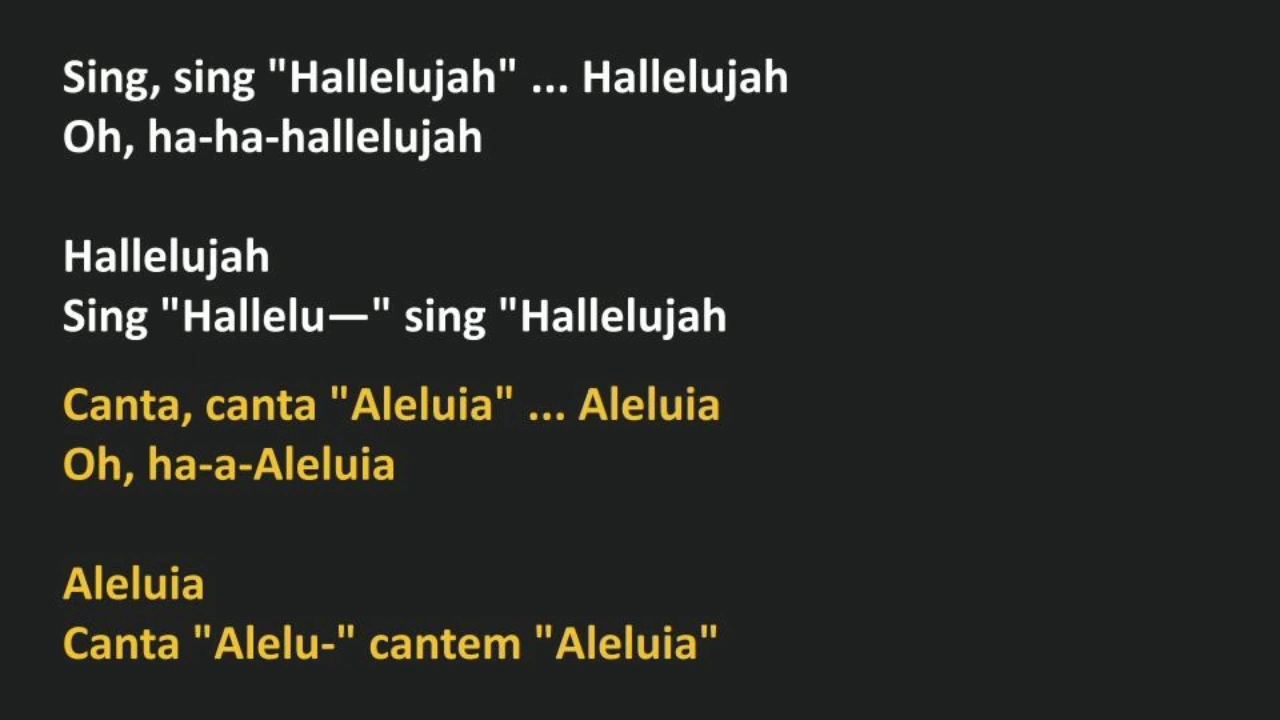 Sing, sing "Hallelujah" ... Hallelujah
Oh, ha-ha-hallelujah
Hallelujah
Sing "Hallelu—" sing "Hallelujah
Canta, canta "Aleluia" ... Aleluia
Oh, ha-a-Aleluia
Aleluia
Canta "Alelu-" cantem "Aleluia"